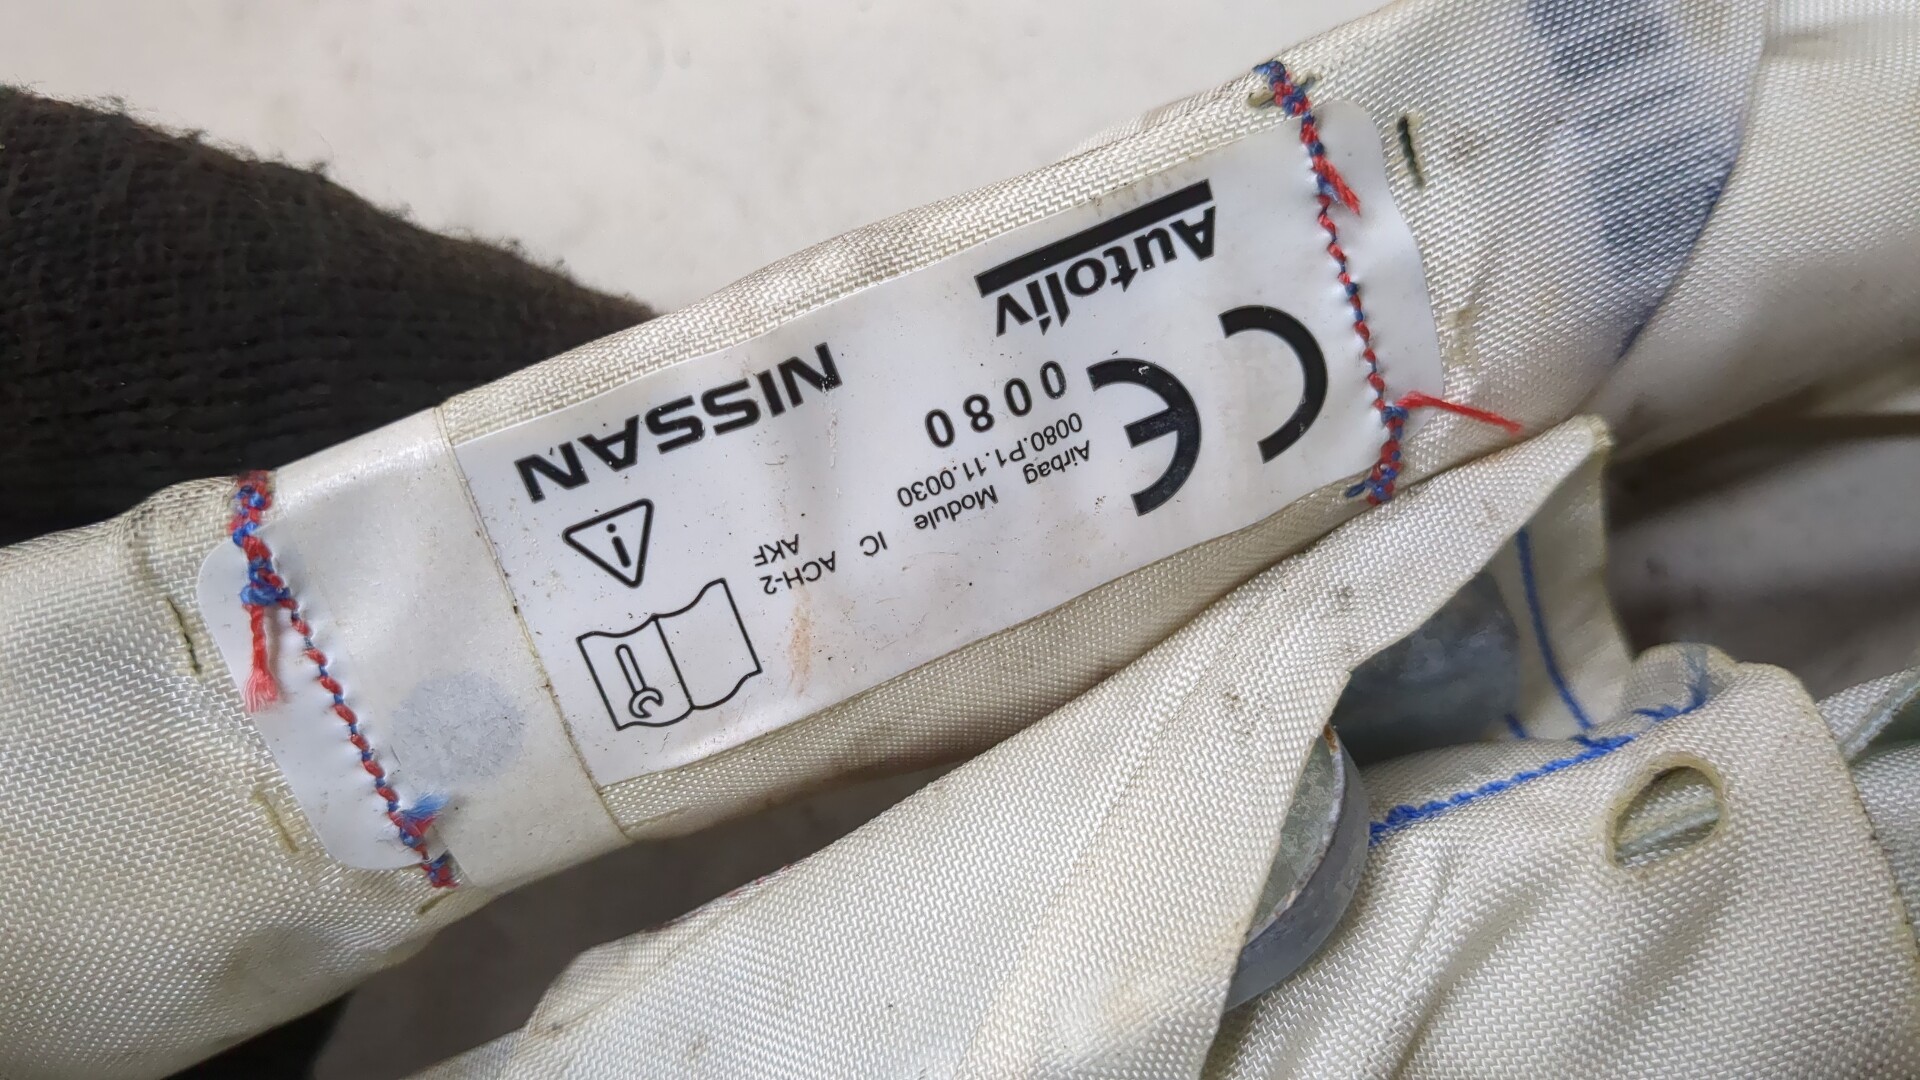 Autoliv
CE
0080
NISSAN
Airbag Module IC ACH-2
0080.P1.11.0030 AKF
i